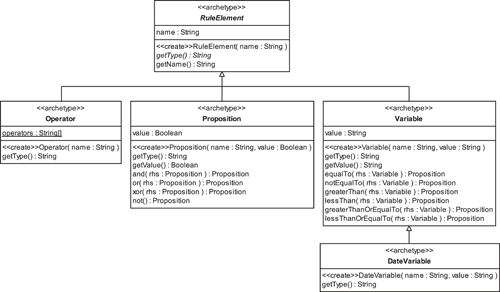 <<archetype>>
RuleElement
name : String
<<create>>RuleElement( name : String )
getType() : String
getName() : String
<<archetype>>
Operator
operators : String[]
<<create>>Operator( name : String )
getType() : String
<<archetype>>
Proposition
value : Boolean
<<create>>Proposition( name : String, value : Boolean )
getType() : String
getValue() : Boolean
and( rhs : Proposition ) : Proposition
or( rhs : Proposition ) : Proposition
xor( rhs : Proposition ) : Proposition
not() : Proposition
<<archetype>>
Variable
value : String
<<create>>Variable( name : String, value : String )
getType() : String
getValue() : String
equalTo( rhs : Variable ) : Proposition
notEqualTo( rhs : Variable ) : Proposition
greaterThan( rhs : Variable ) : Proposition
lessThan( rhs : Variable ) : Proposition
greaterThanOrEqualTo( rhs : Variable ) : Proposition
lessThanOrEqualTo( rhs : Variable ) : Proposition
<<archetype>>
DateVariable
<<create>>DateVariable( name : String, value : String )
getType() : String